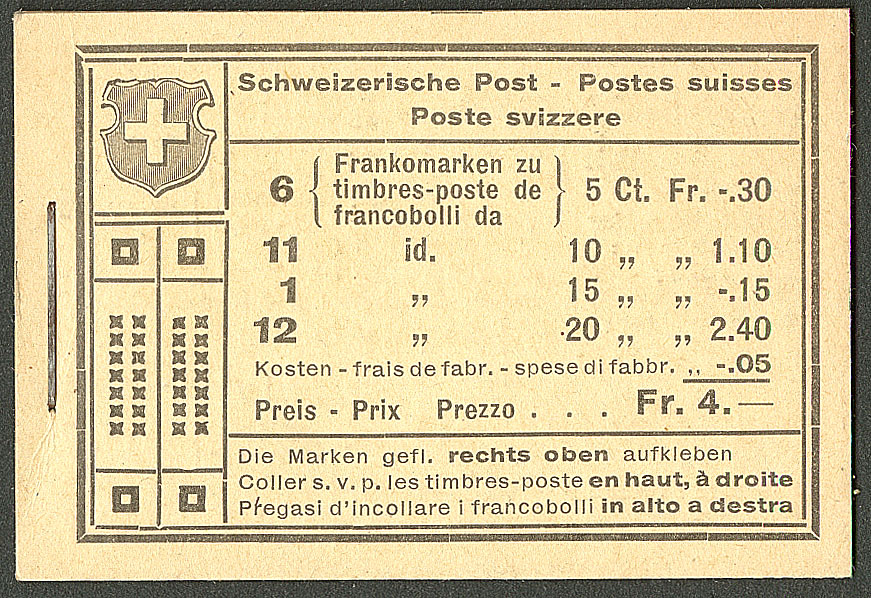 Schweizerische Post - Postes suisses
Poste svizzere
6 { Frankomarken zu
timbres-poste de
francobolli da } 5 Ct. Fr. -.30
11 id. 10 „ „ 1.10
1 „ 15 „ „ -.15
12 „ 20 „ „ 2.40
Kosten - frais de fabr. - spese di fabbr. „ -.05
Preis - Prix Prezzo . . . Fr. 4.—
Die Marken gefl. rechts oben aufkleben
Coller s. v. p. les timbres-poste en haut, à droite
Pregasi d'incollare i francobolli in alto a destra